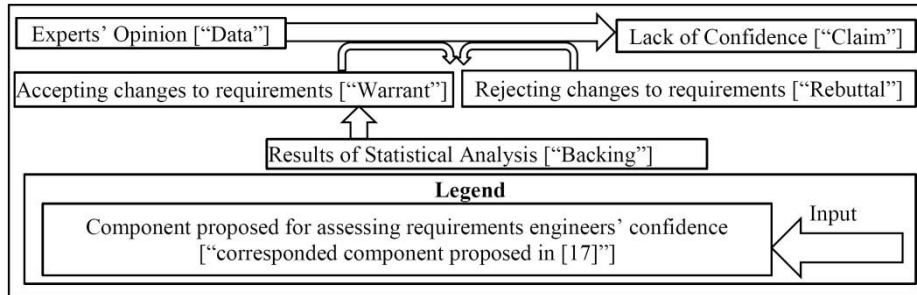 Experts’ Opinion [“Data”]
Lack of Confidence [“Claim”]
Accepting changes to requirements [“Warrant”]
Rejecting changes to requirements [“Rebuttal”]
Results of Statistical Analysis [“Backing”]
Legend
Component proposed for assessing requirements engineers’ confidence
[“corresponded component proposed in [17]”]
Input